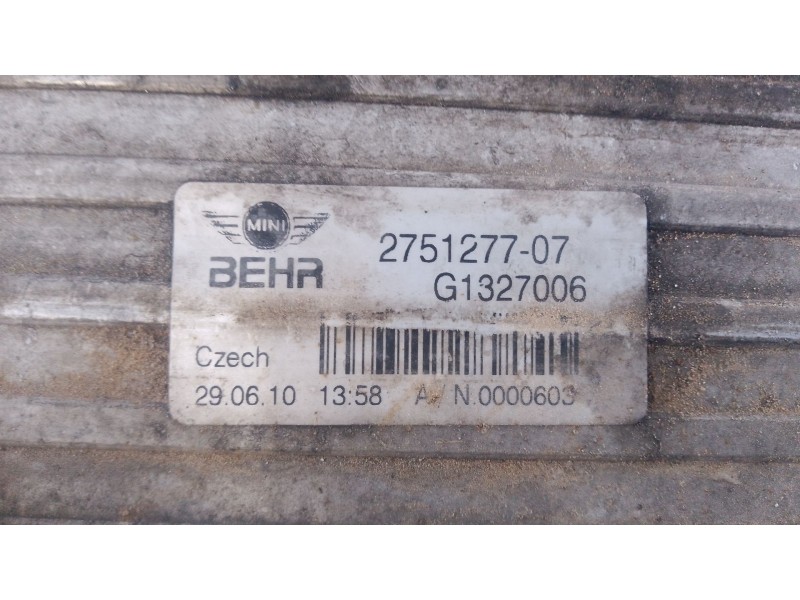 MINI
BEHR
2751277-07
G1327006
Czech
29.06.10 13:58 A/ N.0000603